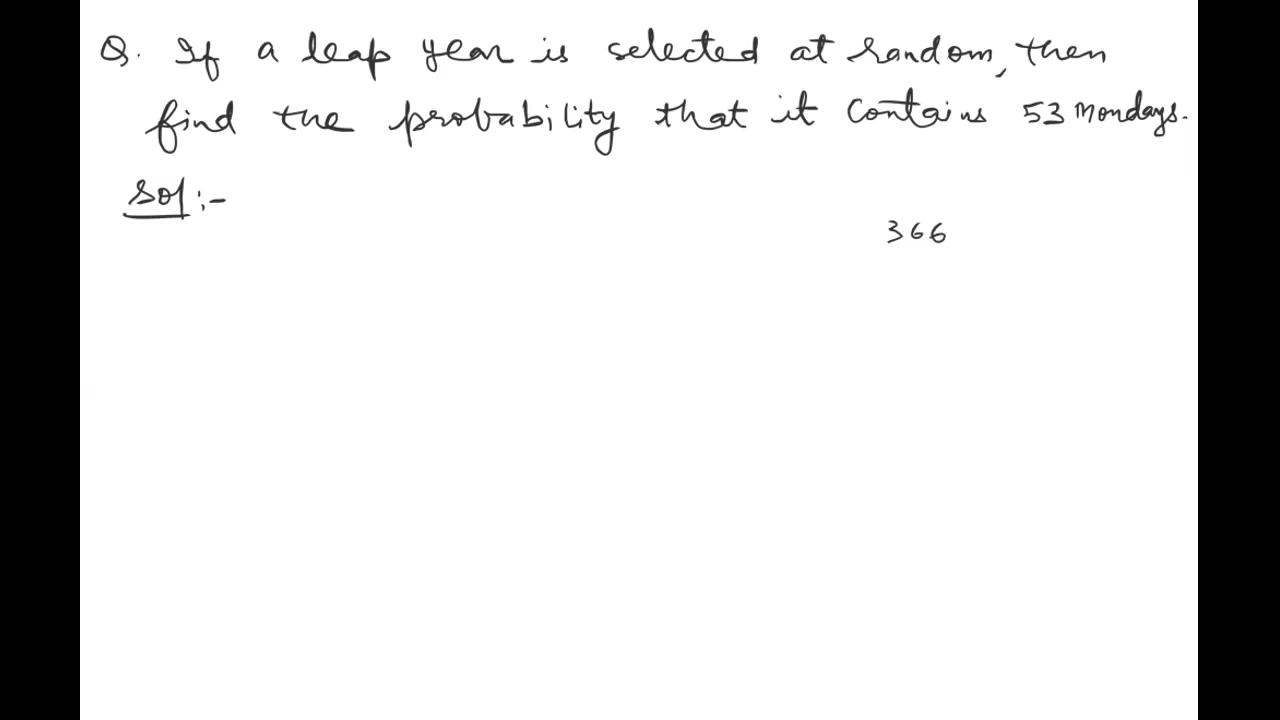 Q. If a leap year is selected at random, then
find the probability that it contains 53 Mondays.
Sol:-
366